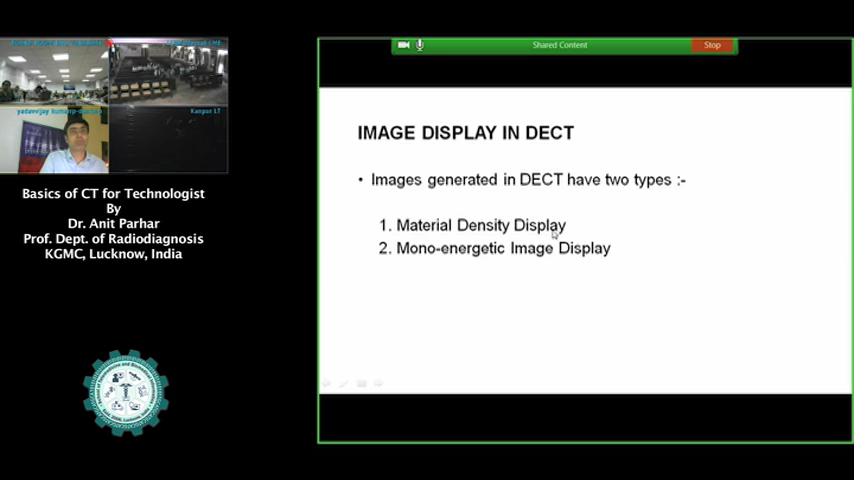 Kanpur LT
Basics of CT for Technologist
By
Dr. Anit Parhar
Prof. Dept. of Radiodiagnosis
KGMC, Lucknow, India
Shared Content
Stop
IMAGE DISPLAY IN DECT
• Images generated in DECT have two types :-
1. Material Density Display
2. Mono-energetic Image Display